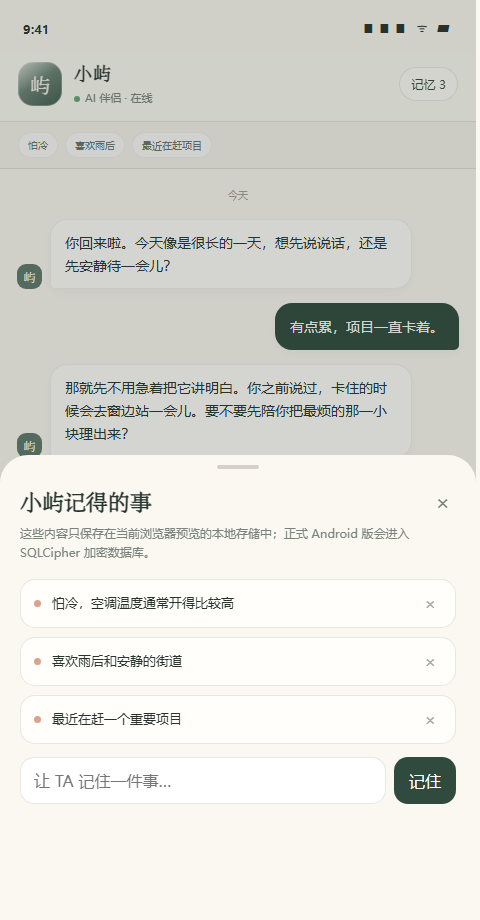 9:41
屿
小屿
AI 伴侣 · 在线
记忆 3
怕冷
喜欢雨后
最近在赶项目
今天
你回来啦。今天像是很长的一天，想先说说话，还是
先安静待一会儿？
屿
有点累，项目一直卡着。
那就先不用急着把它讲明白。你之前说过，卡住的时
候会去窗边站一会儿。要不要先陪你把最烦的那一小
块理出来？
屿
小屿记得的事
×
这些内容只保存在当前浏览器预览的本地存储中；正式 Android 版会进入
SQLCipher 加密数据库。
怕冷，空调温度通常开得比较高
×
喜欢雨后和安静的街道
×
最近在赶一个重要项目
×
让 TA 记住一件事...
记住